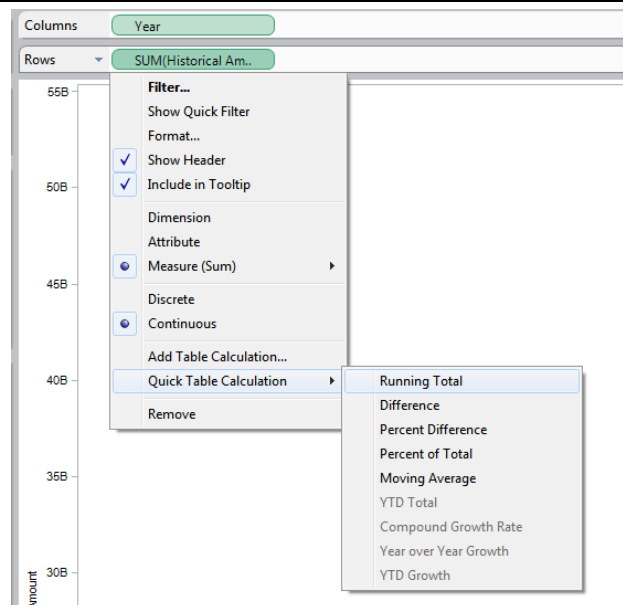 Columns
Year
Rows
SUM(Historical Am..
55B
Filter...
Show Quick Filter
Format...
Show Header
50B
Include in Tooltip
Dimension
Attribute
Measure (Sum)
45B
Discrete
Continuous
Add Table Calculation...
40B
Quick Table Calculation
Remove
Running Total
Difference
Percent Difference
Percent of Total
Moving Average
YTD Total
Compound Growth Rate
Year over Year Growth
YTD Growth
35B
30B